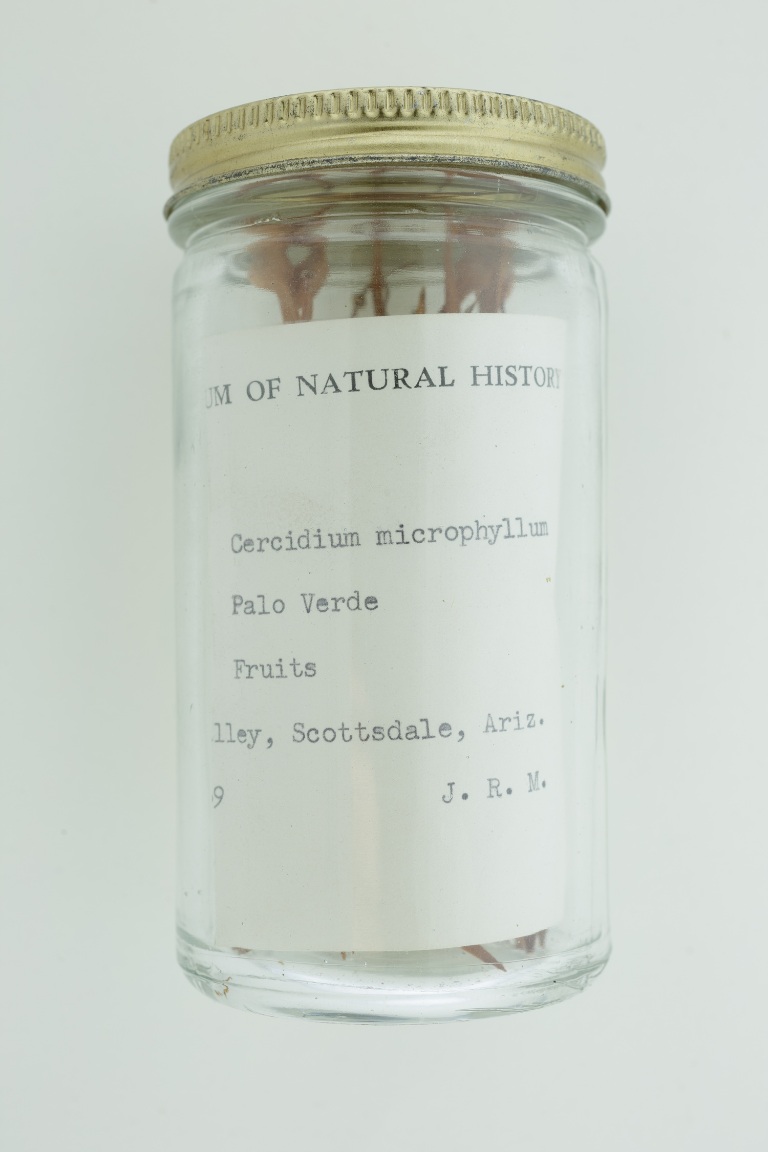 UM OF NATURAL HISTORY
Cercidium microphyllum
Palo Verde
Fruits
lley, Scottsdale, Ariz.
9 J. R. M.